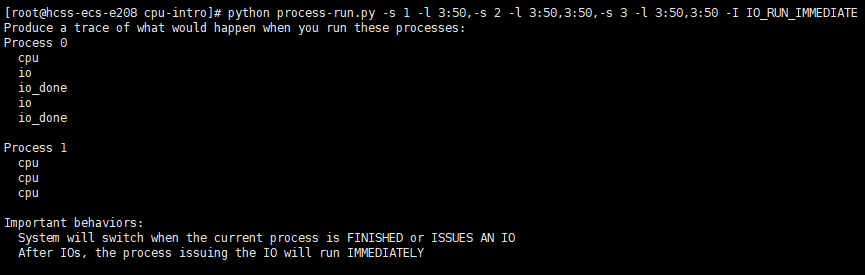 [root@hcss-ecs-e208 cpu-intro]# python process-run.py -s 1 -l 3:50,-s 2 -l 3:50,3:50,-s 3 -l 3:50,3:50 -I IO_RUN_IMMEDIATE
Produce a trace of what would happen when you run these processes:
Process 0
  cpu
  io
  io_done
  io
  io_done

Process 1
  cpu
  cpu
  cpu

Important behaviors:
  System will switch when the current process is FINISHED or ISSUES AN IO
  After IOs, the process issuing the IO will run IMMEDIATELY